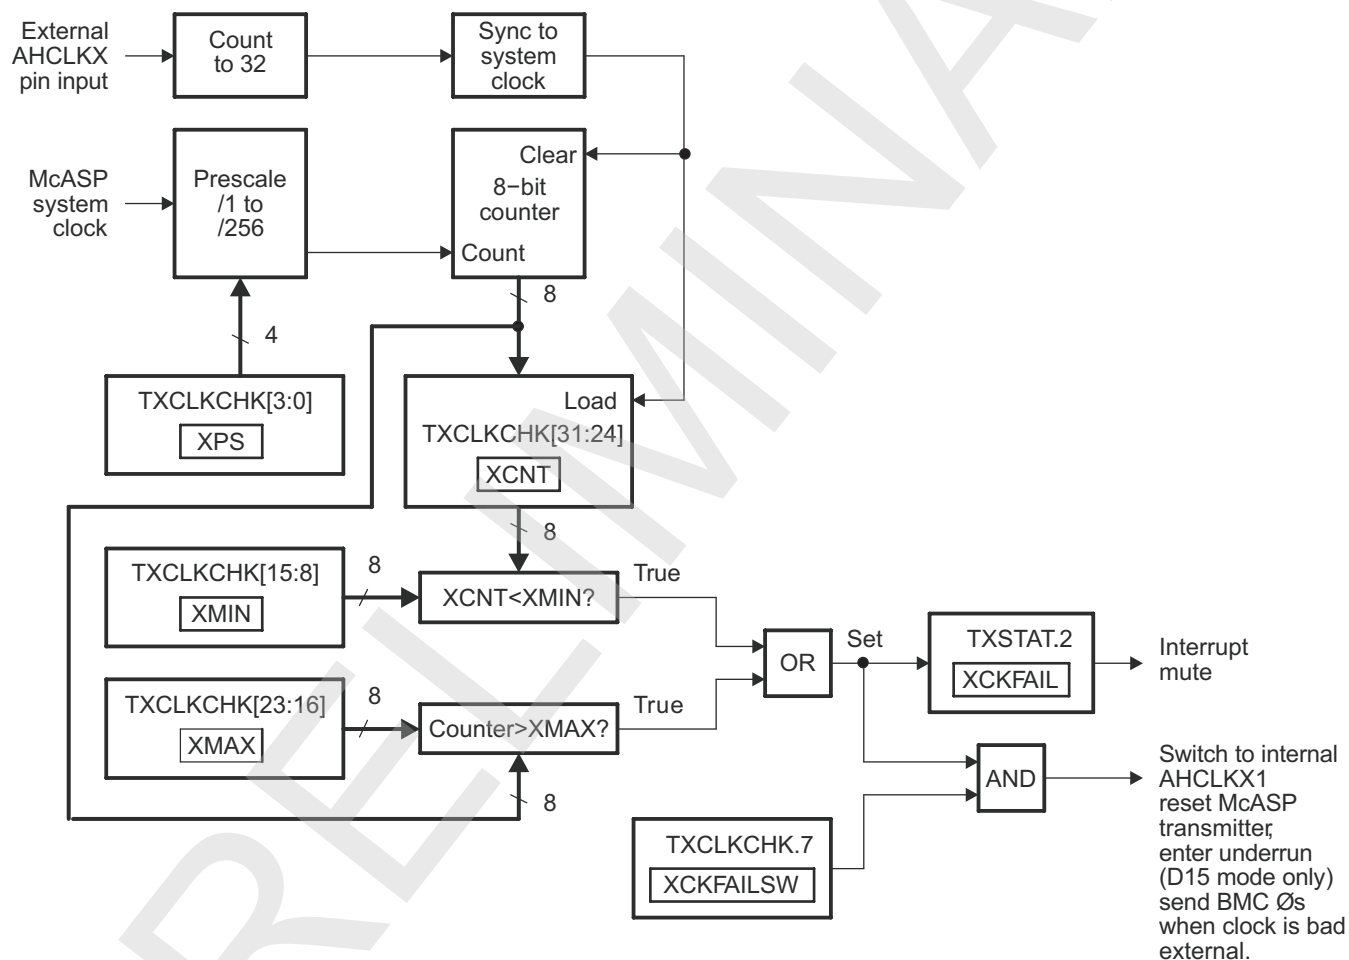 External
AHCLKX
pin input
Count
to 32
Sync to
system
clock
McASP
system
clock
Prescale
/1 to
/256
Clear
8−bit
counter
Count
8
4
TXCLKCHK[3:0]
XPS
Load
TXCLKCHK[31:24]
XCNT
8
TXCLKCHK[15:8]
XMIN
8
XCNT<XMIN?
True
TXCLKCHK[23:16]
XMAX
8
Counter>XMAX?
True
8
OR
Set
TXSTAT.2
XCKFAIL
Interrupt
mute
AND
TXCLKCHK.7
XCKFAILSW
Switch to internal
AHCLKX1
reset McASP
transmitter,
enter underrun
(D15 mode only)
send BMC Øs
when clock is bad
external.
RELIMINA